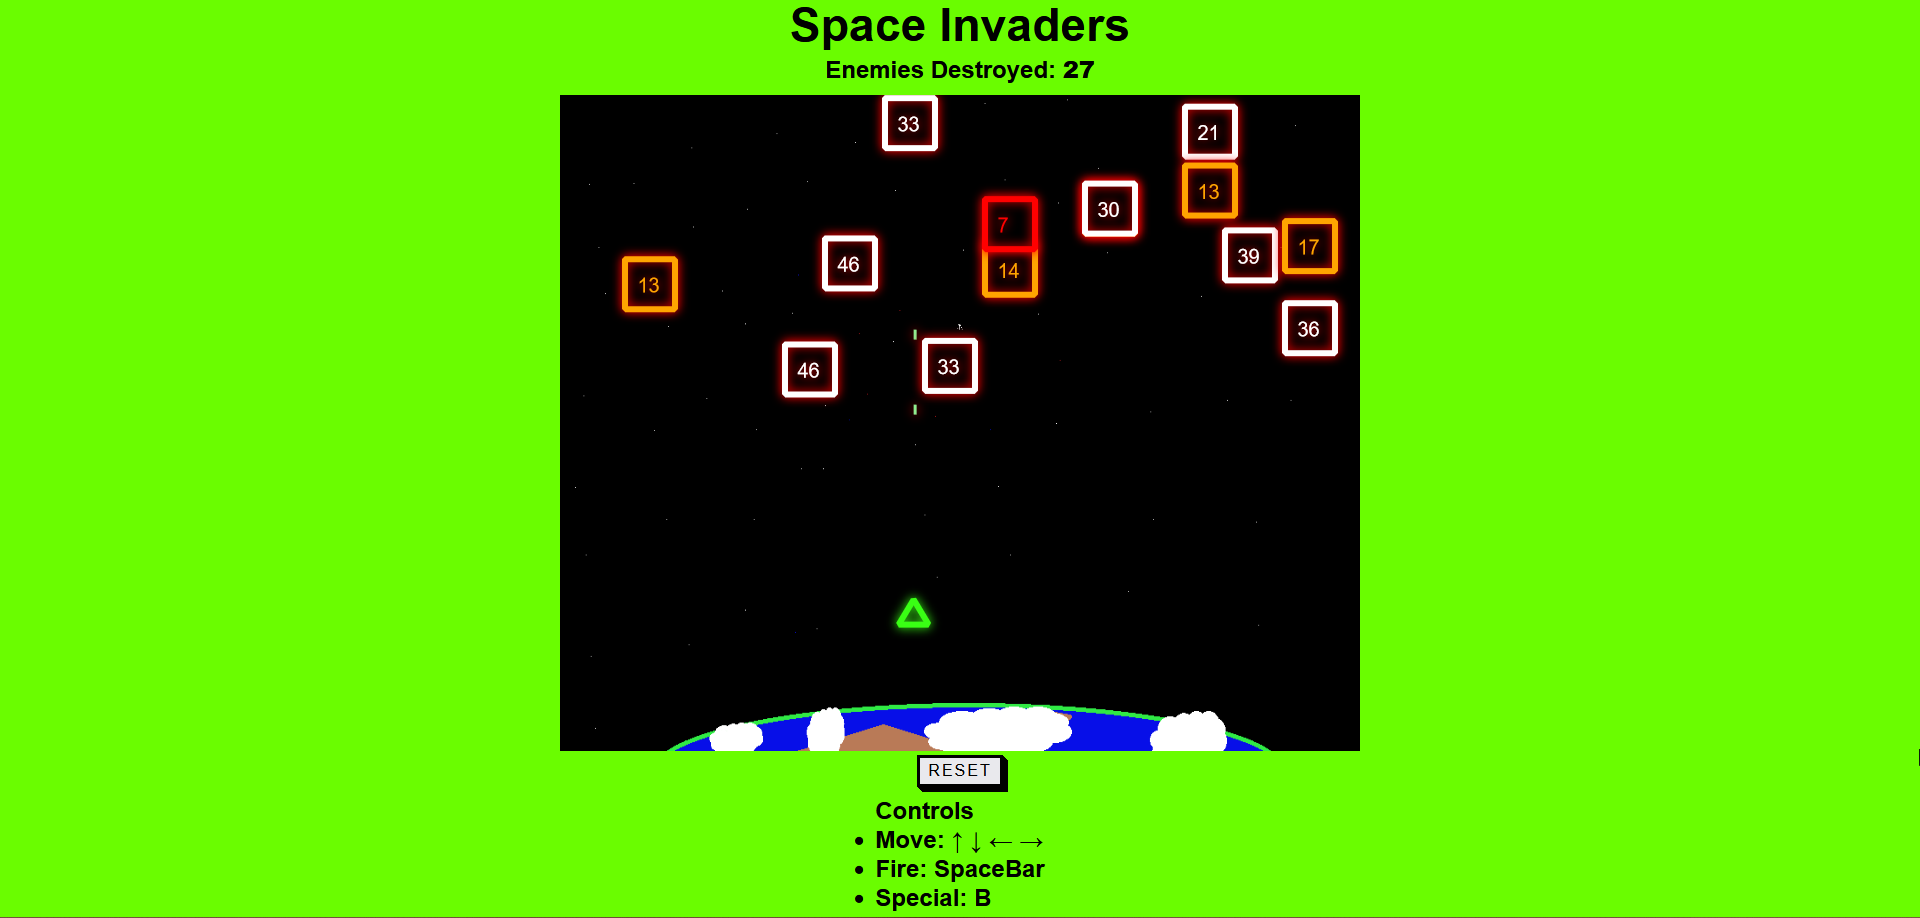 Space Invaders
Enemies Destroyed: 27
33
21
13
30
7
46
39
17
14
13
36
33
46
RESET
Controls
• Move: ↑ ↓ ← →
• Fire: SpaceBar
• Special: B